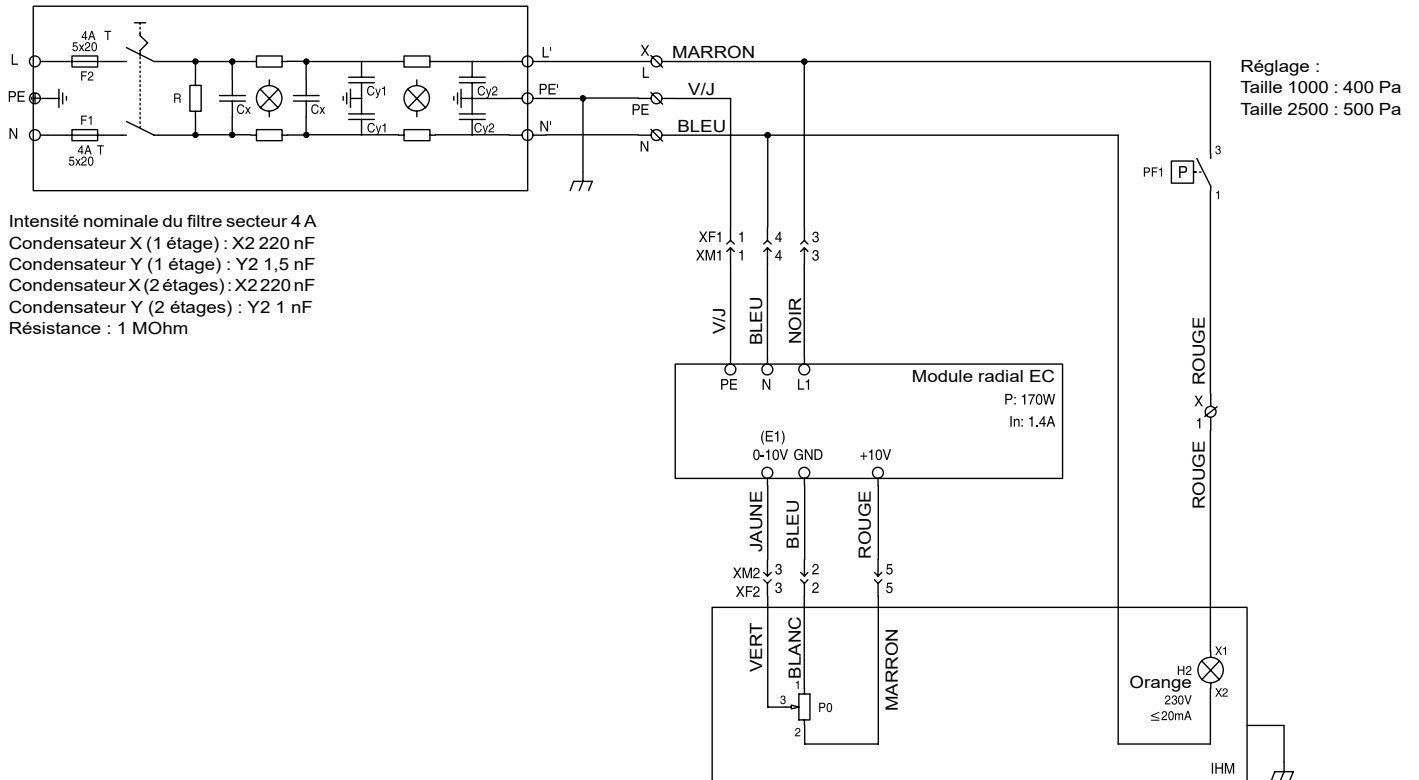 4A T
5x20
F2
L
PE
N
F1
4A T
5x20
R
Cx
Cx
Cy1
Cy1
Cy2
Cy2
L'
PE'
N'
X
L
MARRON
PE
V/J
N
BLEU
Réglage :
Taille 1000 : 400 Pa
Taille 2500 : 500 Pa
PF1
P
3
1
Intensité nominale du filtre secteur 4 A
Condensateur X (1 étage) : X2 220 nF
Condensateur Y (1 étage) : Y2 1,5 nF
Condensateur X (2 étages) : X2 220 nF
Condensateur Y (2 étages) : Y2 1 nF
Résistance : 1 MOhm
XF1 1 4 3
XM1 1 4 3
V/J
BLEU
NOIR
ROUGE
X
1
ROUGE
PE N L1
Module radial EC
P: 170W
In: 1.4A
(E1)
0-10V GND +10V
JAUNE
BLEU
ROUGE
XM2 3 2 5
XF2 3 2 5
VERT
BLANC
MARRON
1
3
P0
2
X1
H2
Orange
X2
230V
≤20mA
IHM